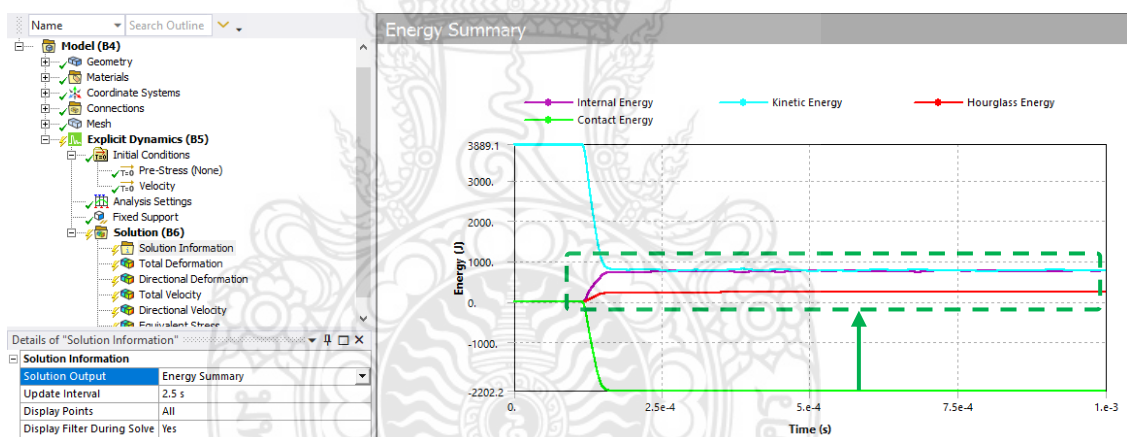 Name
Search Outline
Model (B4)
Geometry
Materials
Coordinate Systems
Connections
Mesh
Explicit Dynamics (B5)
T=0 Initial Conditions
T=0 Pre-Stress (None)
T=0 Velocity
Analysis Settings
Fixed Support
Solution (B6)
Solution Information
Total Deformation
Directional Deformation
Total Velocity
Directional Velocity
Equivalent Stress
Details of "Solution Information"
Solution Information
Solution Output Energy Summary
Update Interval 2.5 s
Display Points All
Display Filter During Solve Yes
Energy Summary
Internal Energy Kinetic Energy Hourglass Energy
Contact Energy
3889.1
3000.
2000.
1000.
0.
-1000.
-2202.2
Energy (J)
0. 2.5e-4 5.e-4 7.5e-4 1.e-3
Time (s)